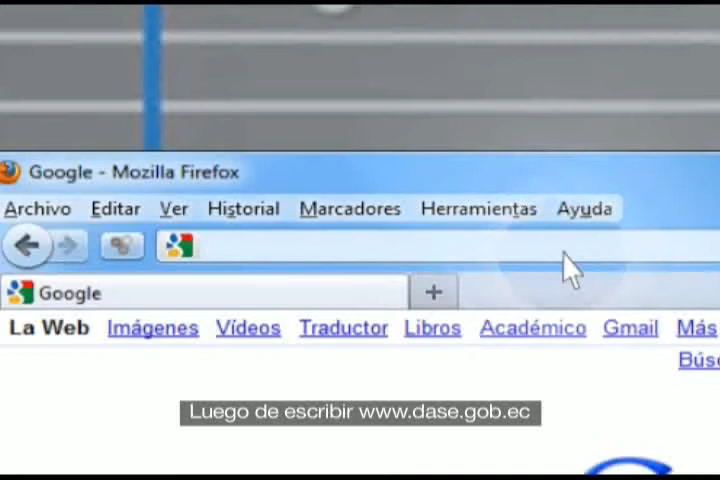 Google - Mozilla Firefox
Archivo Editar Ver Historial Marcadores Herramientas Ayuda
Google +
La Web Imágenes Vídeos Traductor Libros Académico Gmail Más
Luego de escribir www.dase.gob.ec